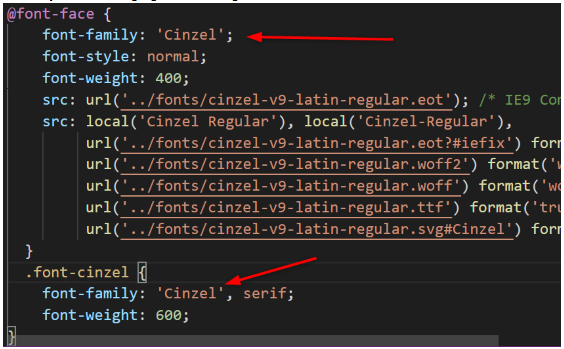 @font-face {
font-family: 'Cinzel';
font-style: normal;
font-weight: 400;
src: url('../fonts/cinzel-v9-latin-regular.eot'); /* IE9 Con
src: local('Cinzel Regular'), local('Cinzel-Regular'),
url('../fonts/cinzel-v9-latin-regular.eot?#iefix') form
url('../fonts/cinzel-v9-latin-regular.woff2') format('w
url('../fonts/cinzel-v9-latin-regular.woff') format('wo
url('../fonts/cinzel-v9-latin-regular.ttf') format('tru
url('../fonts/cinzel-v9-latin-regular.svg#Cinzel') form
}
.font-cinzel {
font-family: 'Cinzel', serif;
font-weight: 600;
}